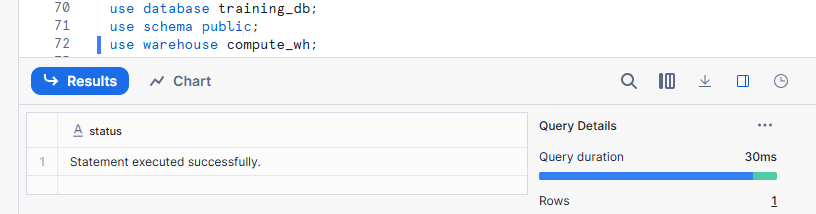 70 use database training_db;
71 use schema public;
72 use warehouse compute_wh;
Results Chart
A status
1 Statement executed successfully.
Query Details ...
Query duration 30ms
Rows 1